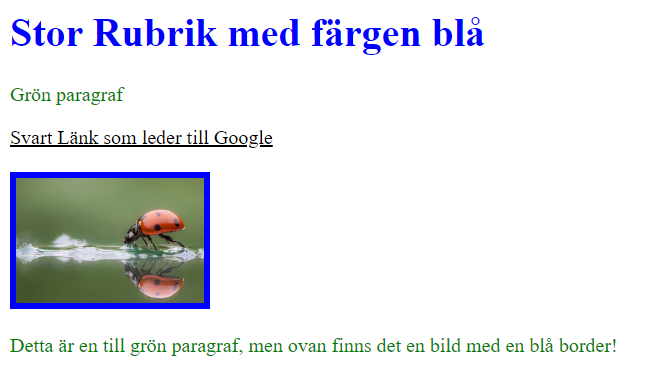 Stor Rubrik med färgen blå
Grön paragraf
Svart Länk som leder till Google
Detta är en till grön paragraf, men ovan finns det en bild med en blå border!